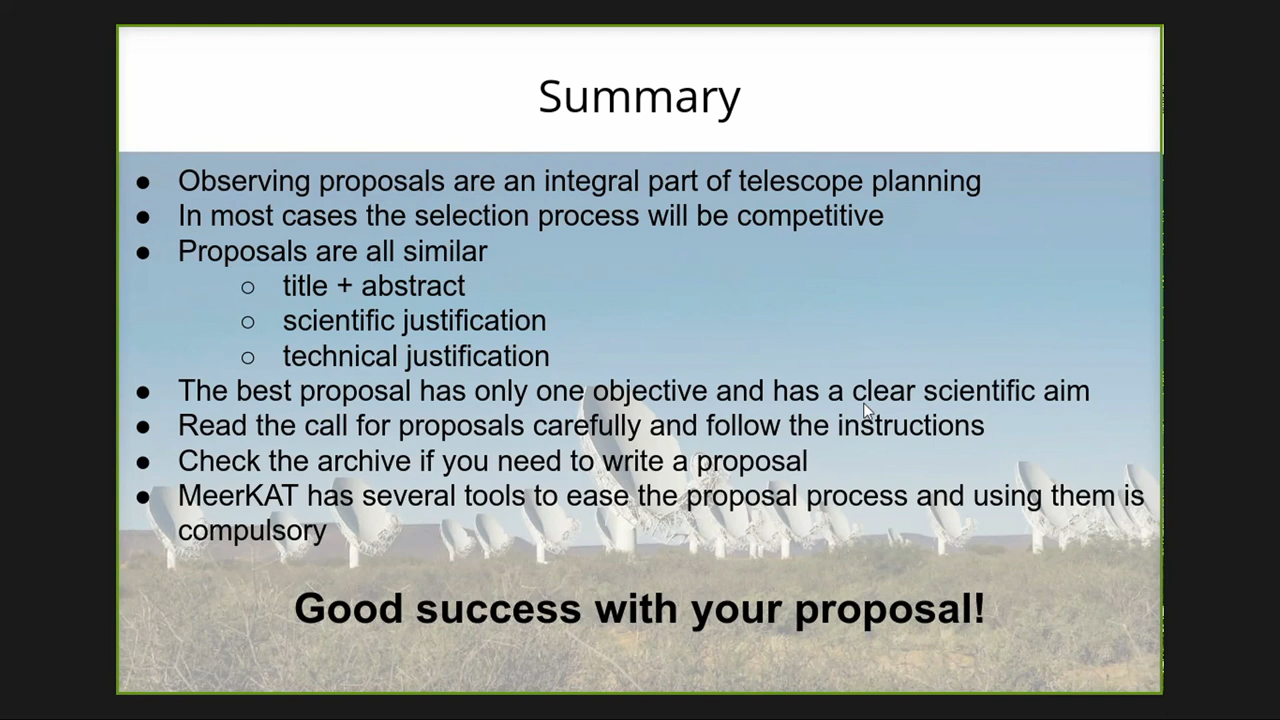 Summary
● Observing proposals are an integral part of telescope planning
● In most cases the selection process will be competitive
● Proposals are all similar
○ title + abstract
○ scientific justification
○ technical justification
● The best proposal has only one objective and has a clear scientific aim
● Read the call for proposals carefully and follow the instructions
● Check the archive if you need to write a proposal
● MeerKAT has several tools to ease the proposal process and using them is
compulsory
Good success with your proposal!